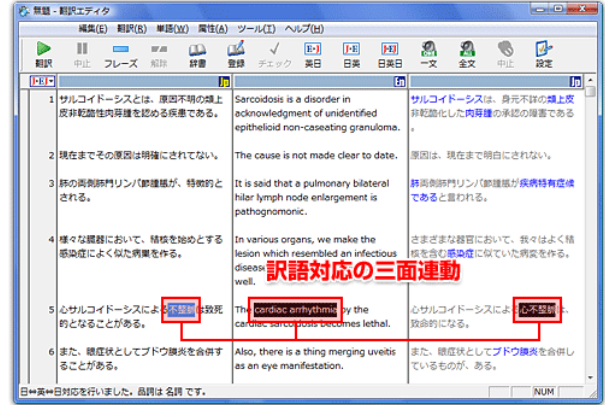 無題 - 翻訳エディタ
編集(E) 翻訳(R) 単語(W) 属性(A) ツール(T) ヘルプ(H)
翻訳 中止 フレーズ 解除 辞書 登録 チェック 英日 日英 日英日 一文 全文 中止 設定
J•EJ
Jp En Jp
1 サルコイドーシスとは、原因不明の類上
皮非乾酪性肉芽腫を認める疾患である。
Sarcoidosis is a disorder in
acknowledgment of unidentified
epithelioid non-caseating granuloma.
サルコイドーシスは、身元不詳の類上皮
非乾酪化した肉芽腫の承認の障害である
。
2 現在までその原因は明確にされてない。
The cause is not made clear to date.
原因は、現在まで明白にされない。
3 肺の両側肺門リンパ節腫脹が、特徴的と
される。
It is said that a pulmonary bilateral
hilar lymph node enlargement is
pathognomonic.
肺両側肺門リンパ節腫脹が疾病特有症候
であると言われる。
4 様々な臓器において、結核を始めとする
感染症によく似た病巣を作る。
In various organs, we make the
lesion which resembled an infectious
disease
well.
さまざまな器官において、我々はよく結
核を含む感染症に似ていた病変を作る。
訳語対応の三面連動
5 心サルコイドーシスによる不整脈は致死
的となることがある。
The cardiac arrhythmia by the
cardiac sarcoidosis becomes lethal.
心サルコイドーシスによる心不整脈は、
致命的になる。
6 また、眼症状としてブドウ膜炎を合併す
ることがある。
Also, there is a thing merging uveitis
as an eye manifestation.
また、眼症状としてブドウ膜炎を合併し
ているものが、ある。
日⇔英⇔日対応を行いました。品詞は 名詞 です。
NUM